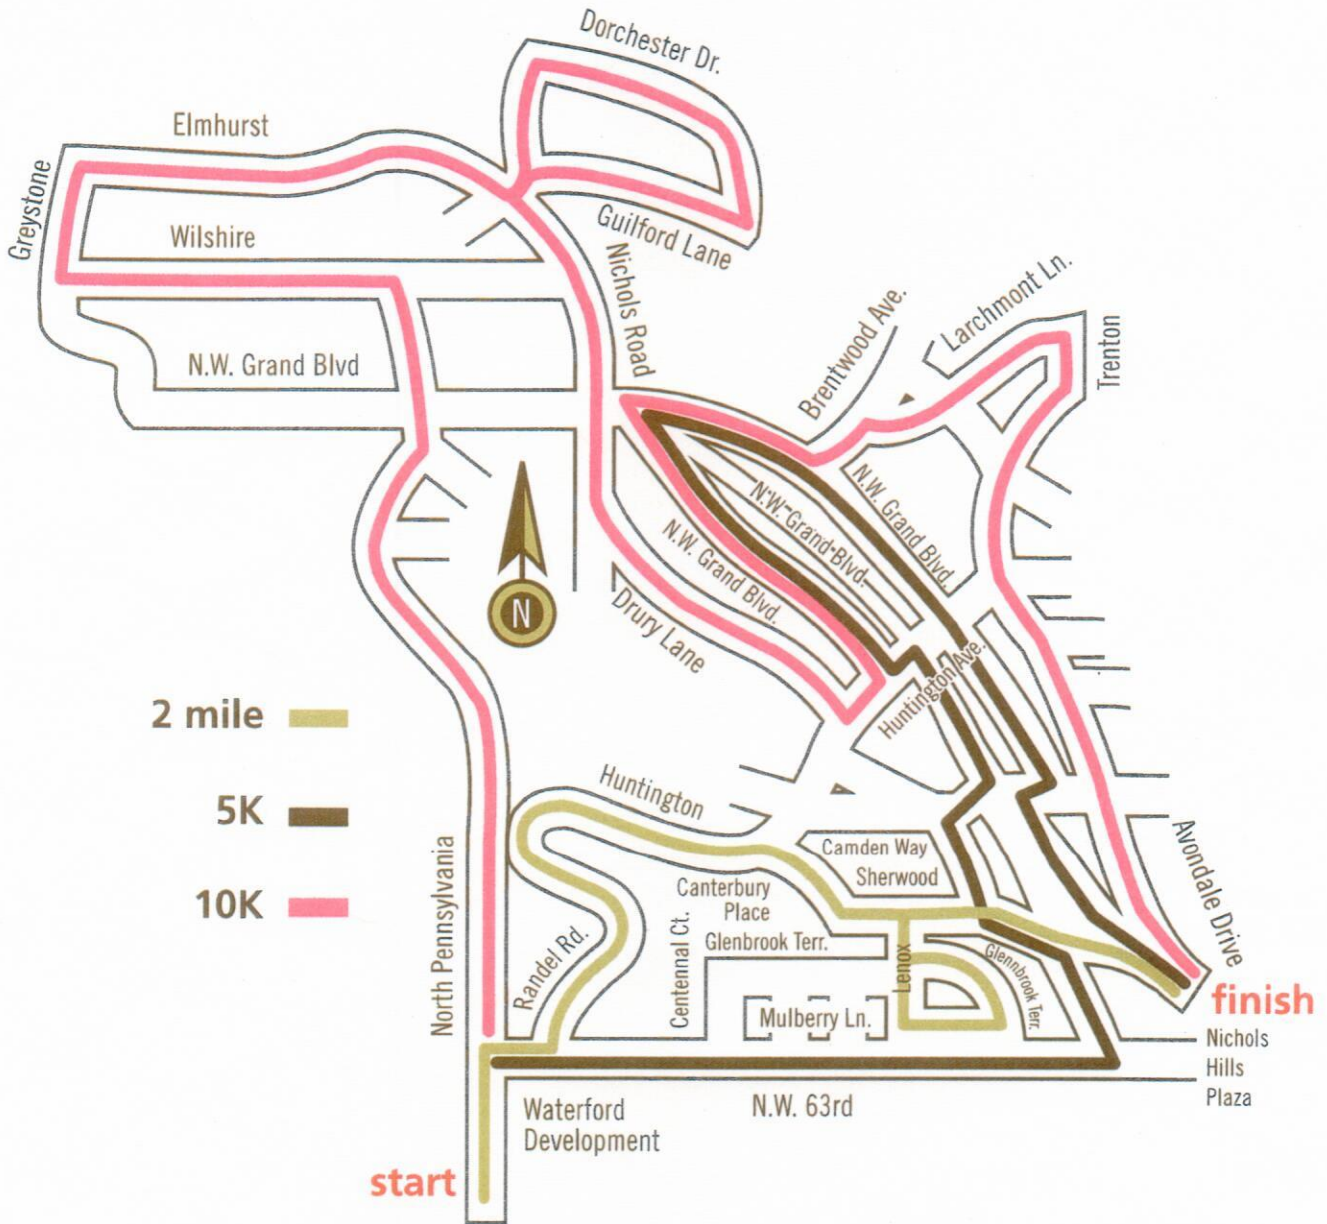 Dorchester Dr.
Elmhurst
Greystone
Wilshire
Guilford Lane
Nichols Road
Larchmont Ln.
Brentwood Ave.
Trenton
N.W. Grand Blvd
N.W. Grand Blvd.
N.W. Grand Blvd.
N.W. Grand Blvd.
N
Drury Lane
Huntington Ave.
2 mile
5K
10K
Huntington
North Pennsylvania
Camden Way
Sherwood
Canterbury
Place
Glenbrook Terr.
Centennal Ct.
Randel Rd.
Lenox
Glennbrook Terr.
Mulberry Ln.
Avondale Drive
finish
Nichols
Hills
Plaza
N.W. 63rd
Waterford
Development
start